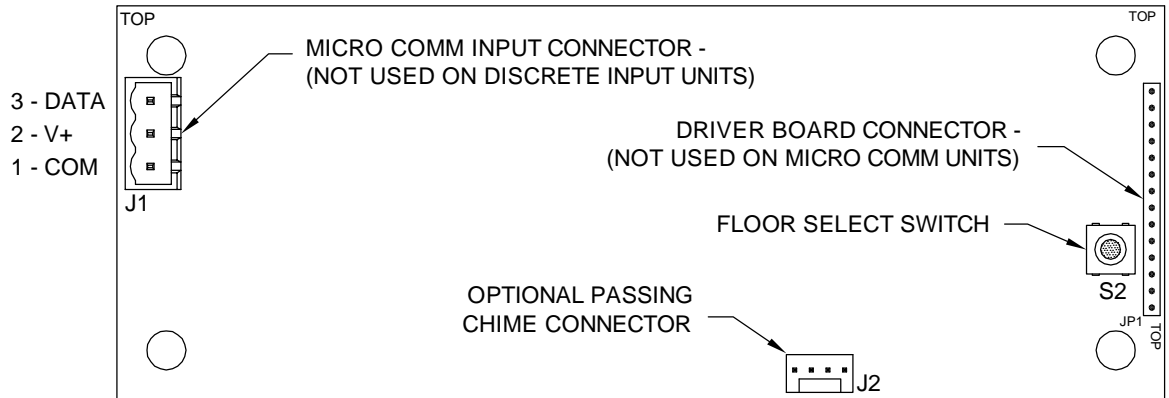 TOP
TOP
MICRO COMM INPUT CONNECTOR -
(NOT USED ON DISCRETE INPUT UNITS)
3 - DATA
2 - V+
1 - COM
J1
DRIVER BOARD CONNECTOR -
(NOT USED ON MICRO COMM UNITS)
FLOOR SELECT SWITCH
S2
OPTIONAL PASSING
CHIME CONNECTOR
JP1
TOP
J2